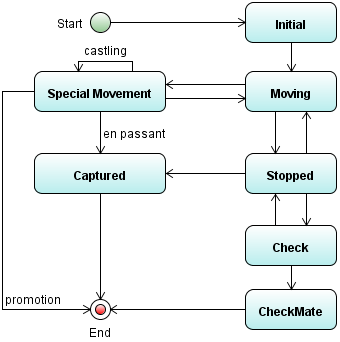 Start
Initial
castling
Special Movement
Moving
en passant
Captured
Stopped
Check
promotion
CheckMate
End